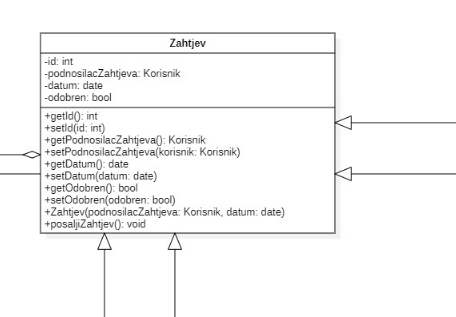 Zahtjev
-id: int
-podnosilacZahtjeva: Korisnik
-datum: date
-odobren: bool
+getId(): int
+setId(id: int)
+getPodnosilacZahtjeva(): Korisnik
+setPodnosilacZahtjeva(korisnik: Korisnik)
+getDatum(): date
+setDatum(datum: date)
+getOdobren(): bool
+setOdobren(odobren: bool)
+Zahtjev(podnosilacZahtjeva: Korisnik, datum: date)
+posaljiZahtjev(): void